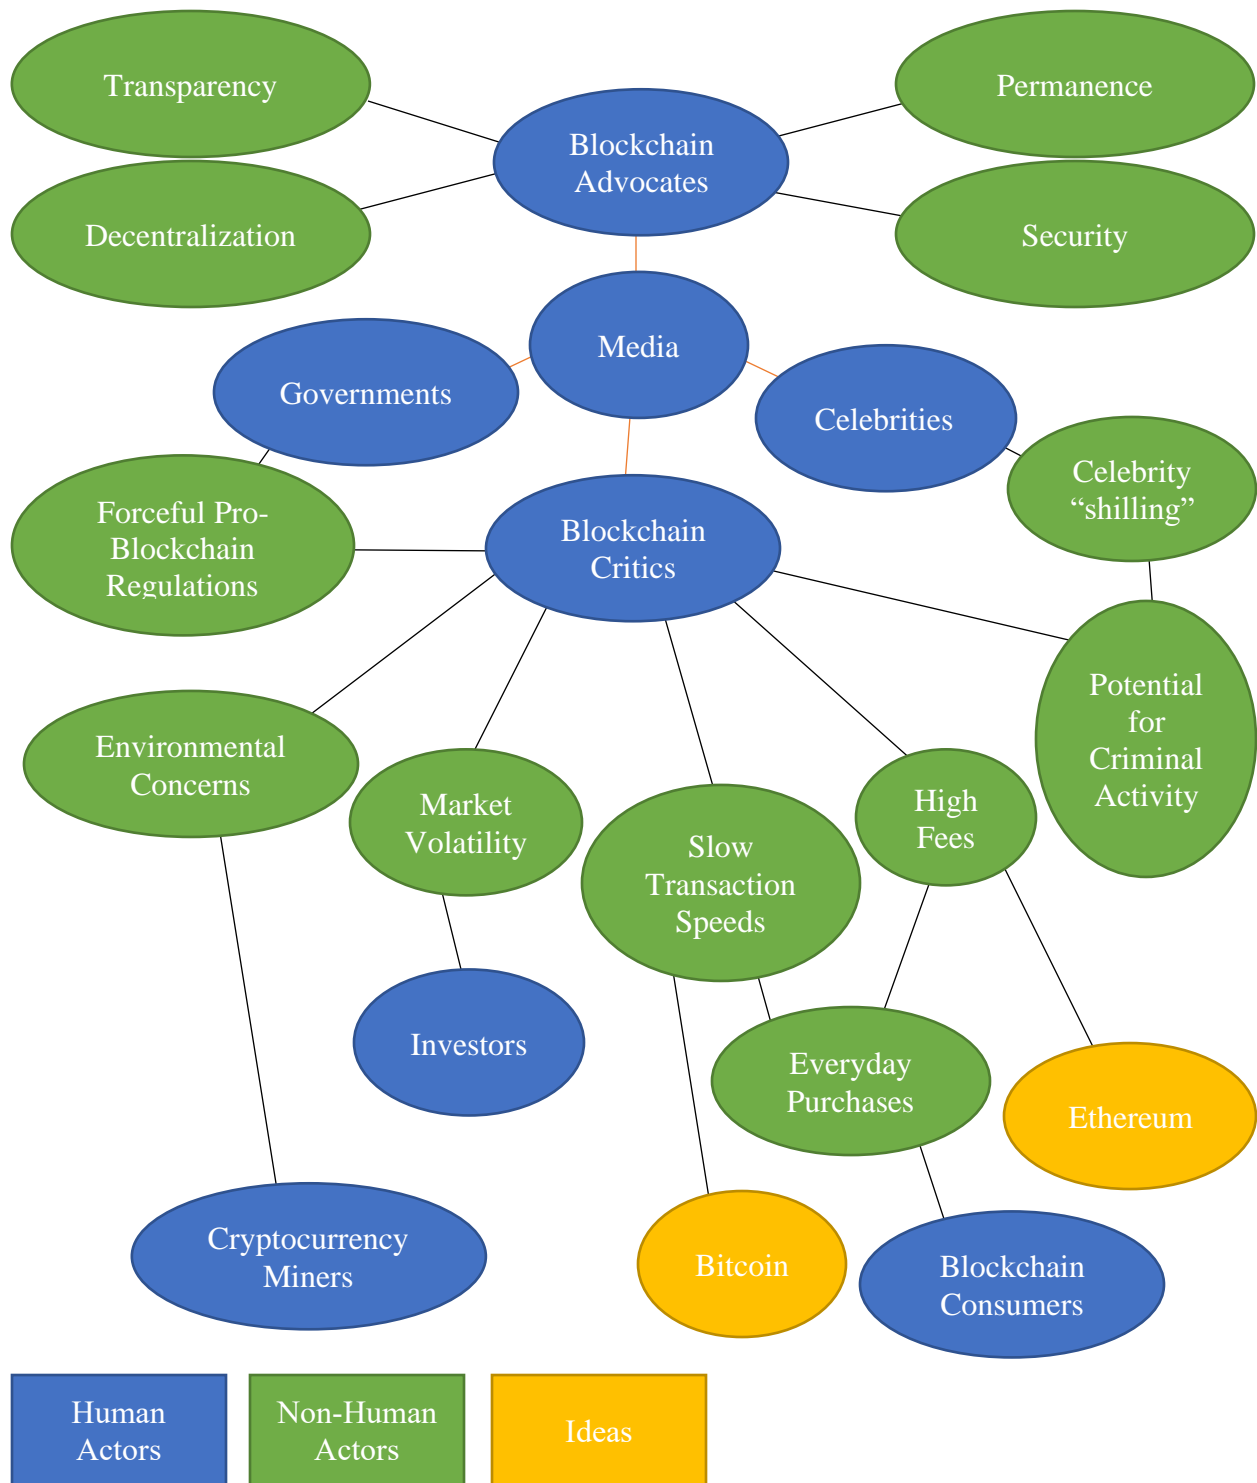 Transparency
Permanence
Blockchain
Advocates
Decentralization
Security
Media
Governments
Celebrities
Celebrity
“shilling”
Forceful Pro-
Blockchain
Regulations
Blockchain
Critics
Potential
for
Criminal
Activity
Environmental
Concerns
Market
Volatility
High
Fees
Slow
Transaction
Speeds
Investors
Everyday
Purchases
Ethereum
Cryptocurrency
Miners
Bitcoin
Blockchain
Consumers
Human
Actors
Non-Human
Actors
Ideas